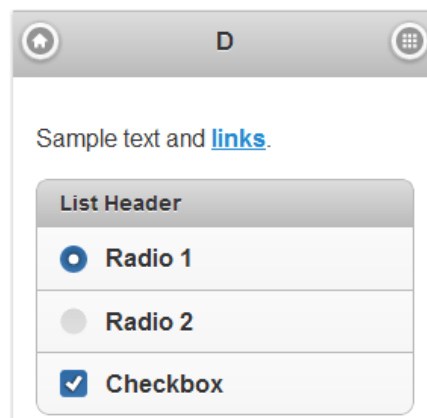 D
Sample text and links.
List Header
Radio 1
Radio 2
Checkbox